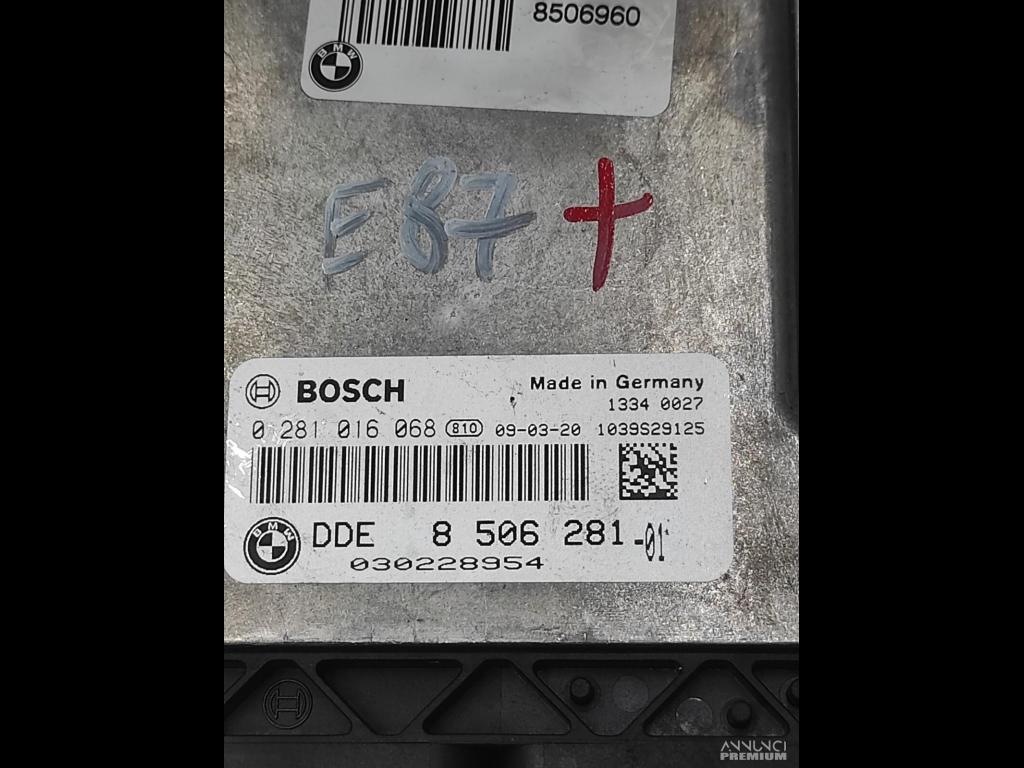 8506960
BMW
E87+
BOSCH Made in Germany
1334 0027
0 281 016 068 810 09-03-20 1039S29125
BMW DDE 8 506 281-01
030228954
ANNUNCI
PREMIUM